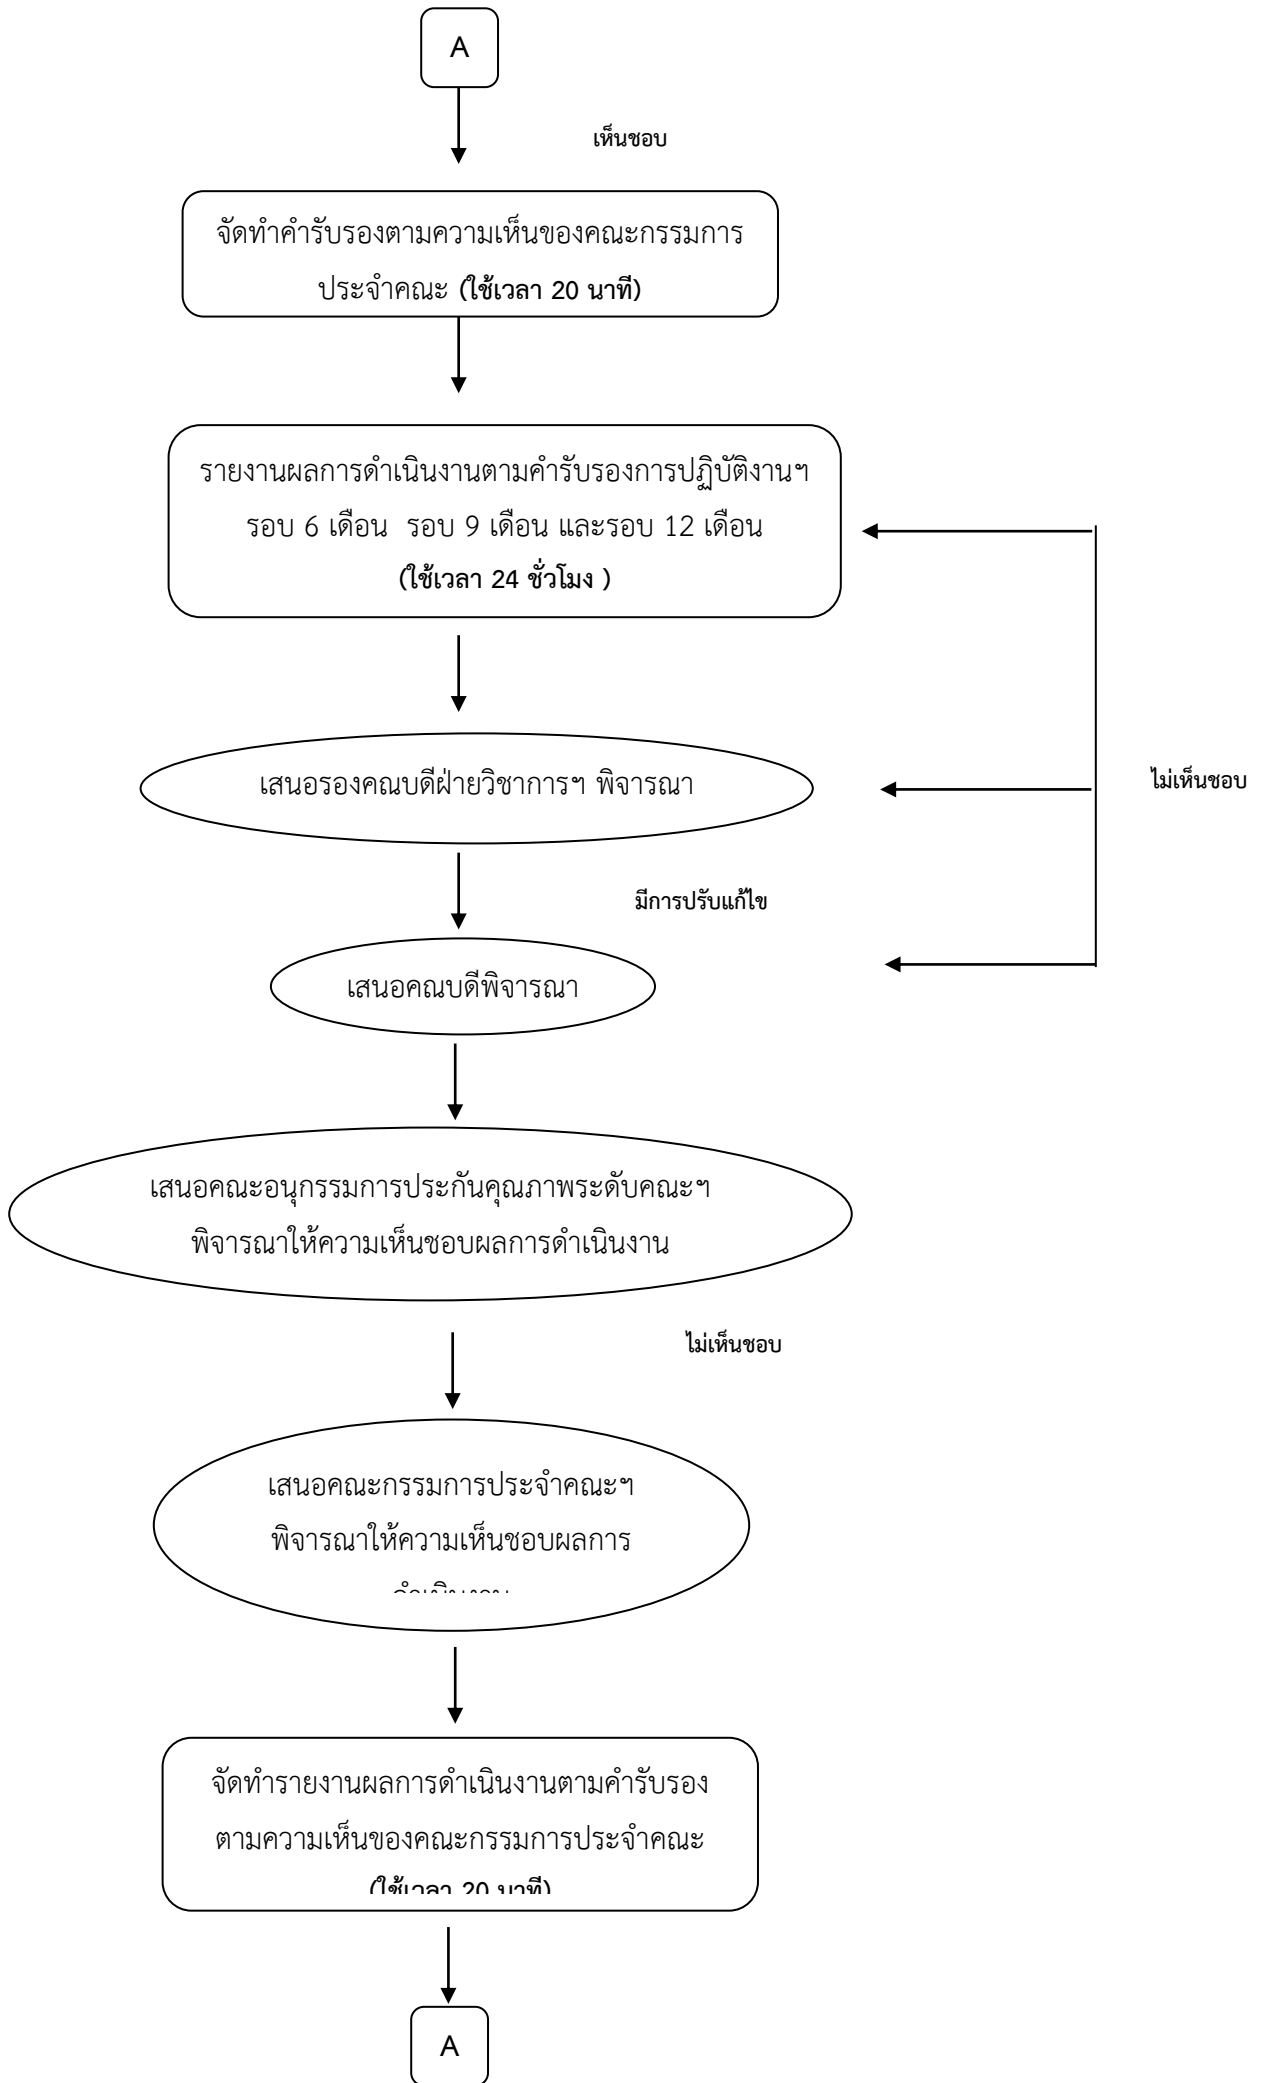 A
เห็นชอบ
จัดทำคำรับรองตามความเห็นของคณะกรรมการ
ประจำคณะ (ใช้เวลา 20 นาที)
รายงานผลการดำเนินงานตามคำรับรองการปฏิบัติงานฯ
รอบ 6 เดือน รอบ 9 เดือน และรอบ 12 เดือน
(ใช้เวลา 24 ชั่วโมง )
เสนอรองคณบดีฝ่ายวิชาการฯ พิจารณา
ไม่เห็นชอบ
มีการปรับแก้ไข
เสนอคณบดีพิจารณา
เสนอคณะอนุกรรมการประกันคุณภาพระดับคณะฯ
พิจารณาให้ความเห็นชอบผลการดำเนินงาน
ไม่เห็นชอบ
เสนอคณะกรรมการประจำคณะฯ
พิจารณาให้ความเห็นชอบผลการ
ดำเนินงาน
จัดทำรายงานผลการดำเนินงานตามคำรับรอง
ตามความเห็นของคณะกรรมการประจำคณะ
(ใช้เวลา 20 นาที)
A